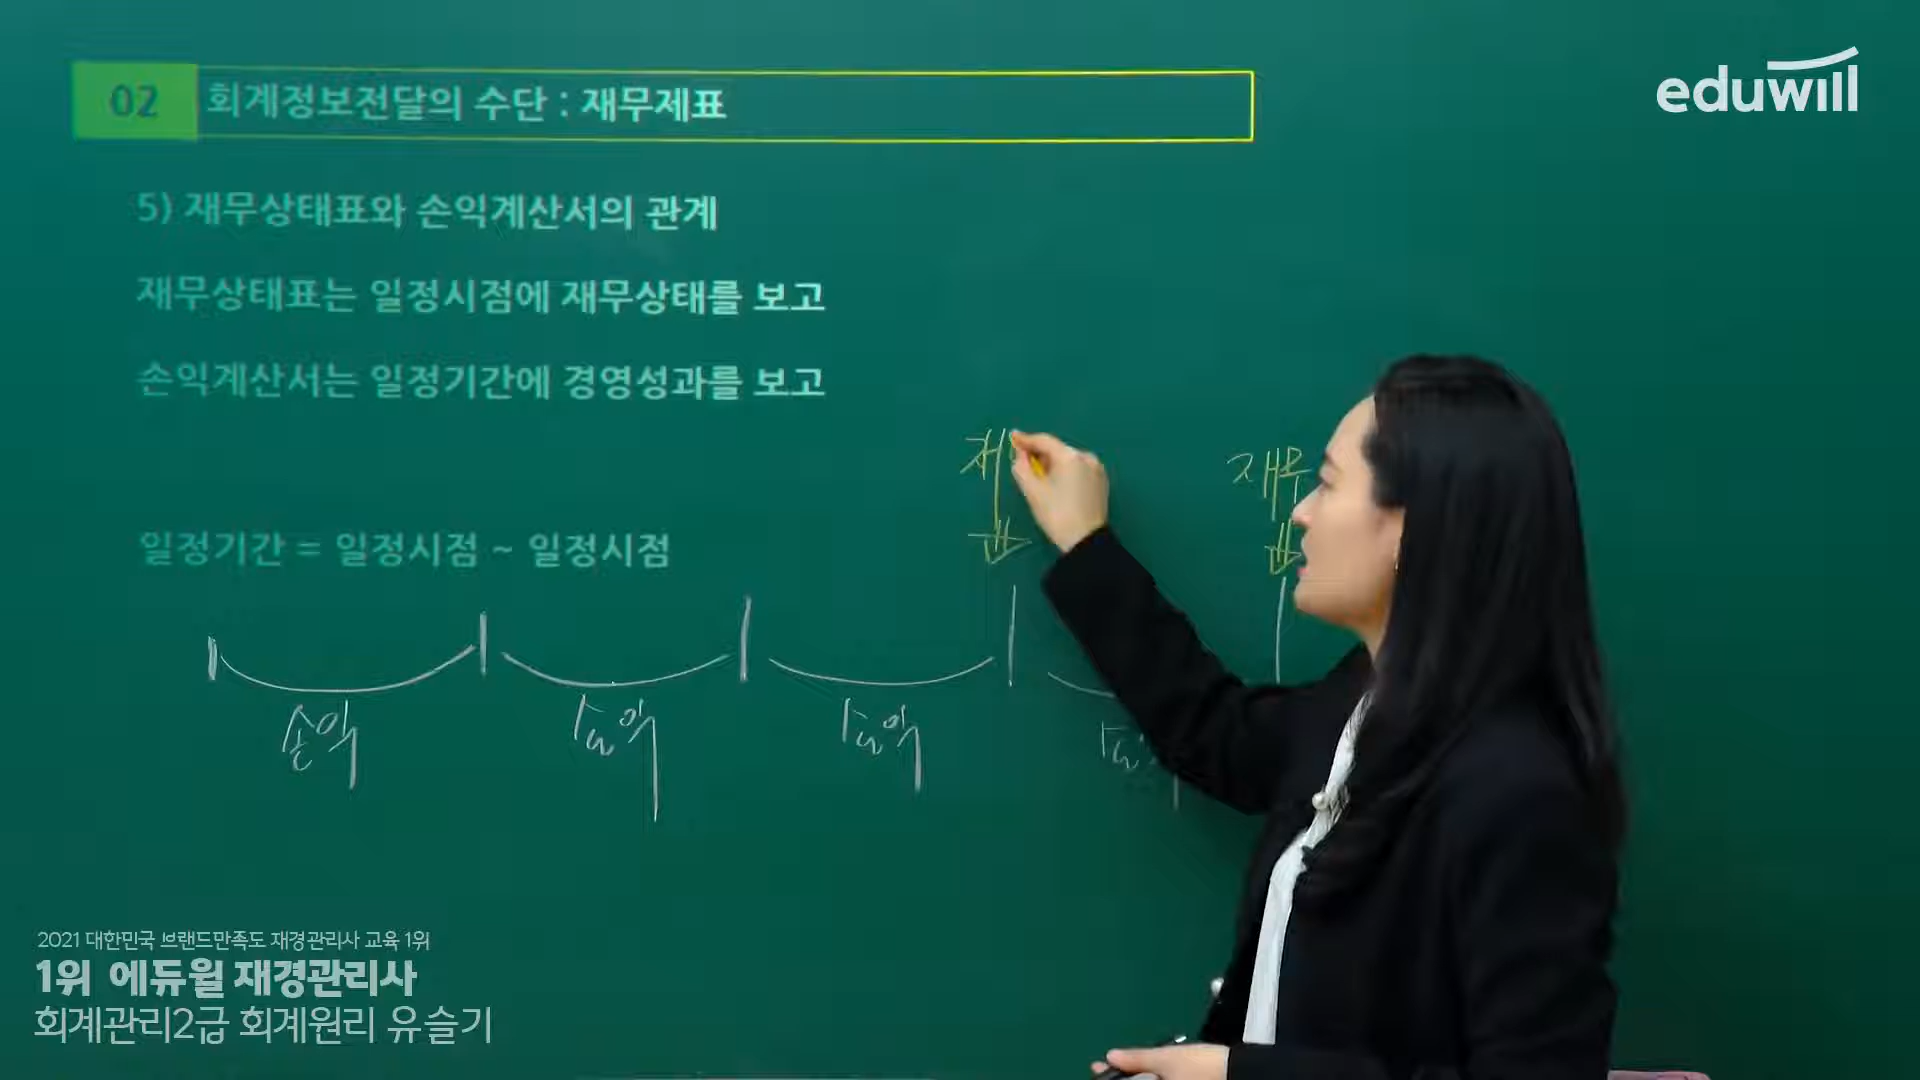 eduwill
02 회계정보전달의 수단 : 재무제표
5) 재무상태표와 손익계산서의 관계
재무상태표는 일정시점에 재무상태를 보고
손익계산서는 일정기간에 경영성과를 보고
재무
일정기간 = 일정시점 ~ 일정시점
손익 손익 손익
2021 대한민국 브랜드만족도 재경관리사 교육 1위
1위 에듀윌 재경관리사
회계관리2급 회계원리 유슬기